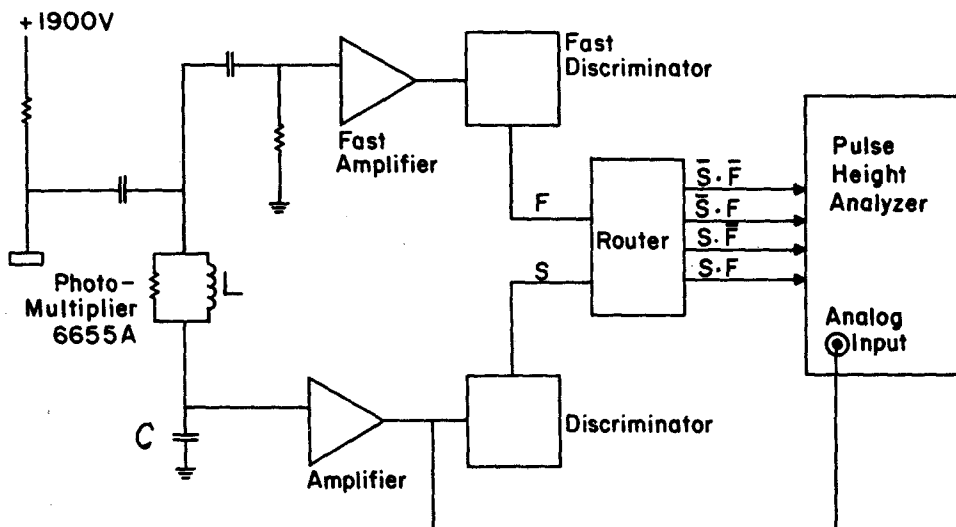 +1900V
Fast
Discriminator
Fast
Amplifier
Pulse
Height
Analyzer
S̄·F̄
S̄·F
S·F̄
S·F
F
Router
S
Photo-
Multiplier
6655A
L
Analog
Input
C
Discriminator
Amplifier